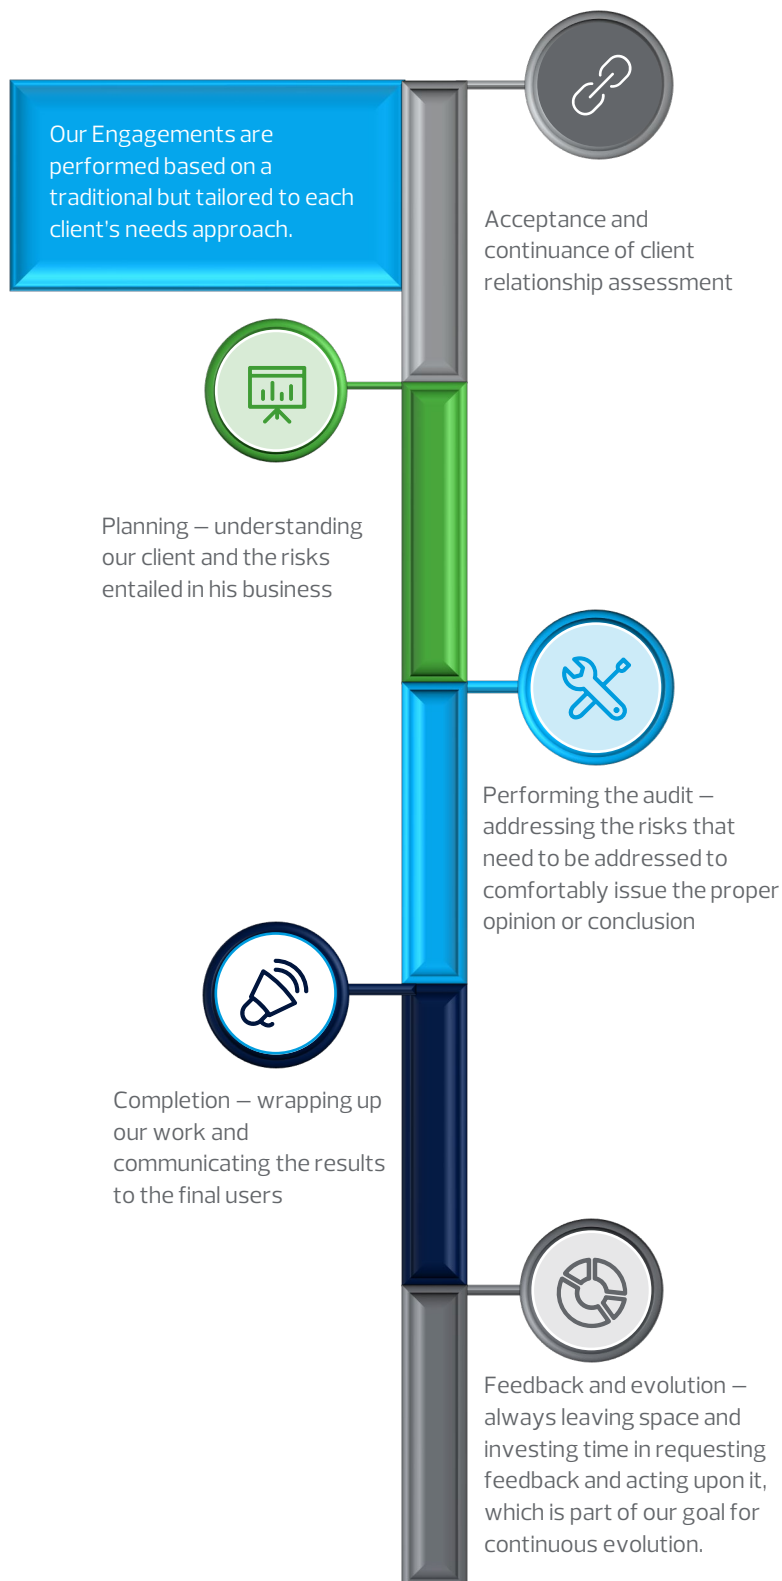 Our Engagements are
performed based on a
traditional but tailored to each
client's needs approach.
Acceptance and
continuance of client
relationship assessment
Planning – understanding
our client and the risks
entailed in his business
Performing the audit –
addressing the risks that
need to be addressed to
comfortably issue the proper
opinion or conclusion
Completion – wrapping up
our work and
communicating the results
to the final users
Feedback and evolution –
always leaving space and
investing time in requesting
feedback and acting upon it,
which is part of our goal for
continuous evolution.